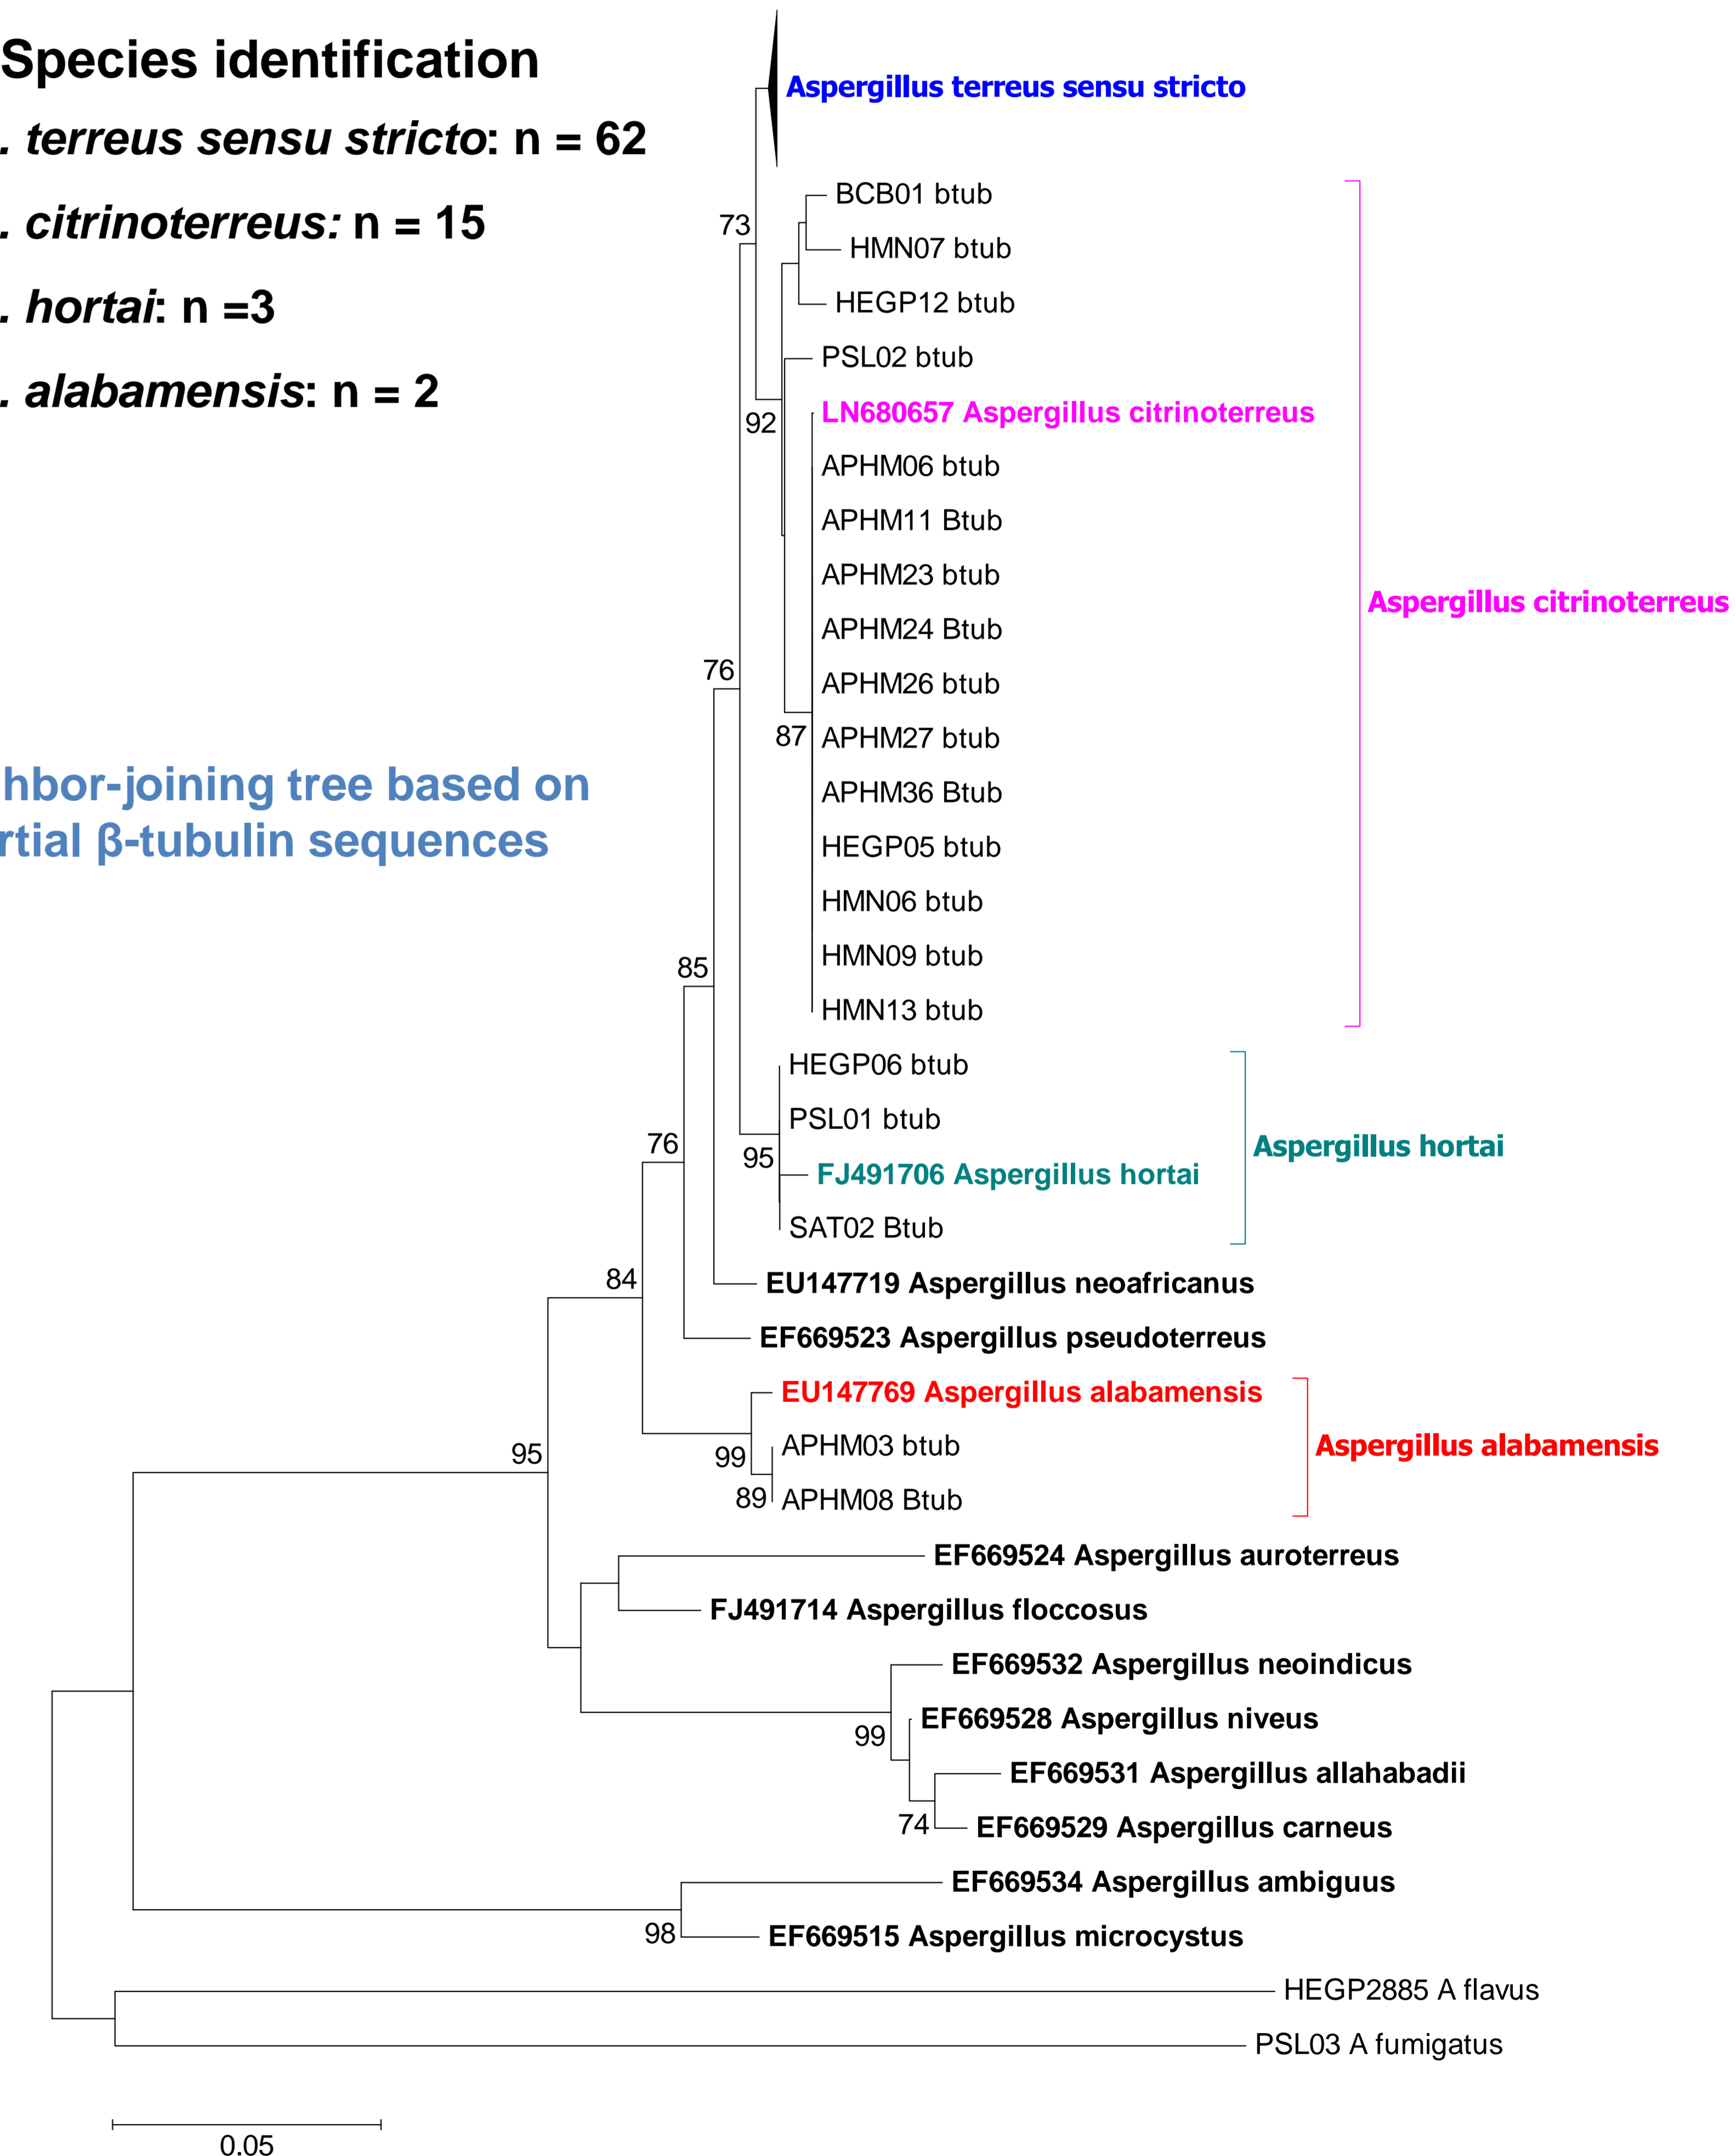 Species identification
. terreus sensu stricto: n = 62
. citrinoterreus: n = 15
. hortai: n =3
. alabamensis: n = 2
hbor-joining tree based on
rtial β-tubulin sequences
Aspergillus terreus sensu stricto
BCB01 btub
73
HMN07 btub
HEGP12 btub
PSL02 btub
LN680657 Aspergillus citrinoterreus
92
APHM06 btub
APHM11 Btub
APHM23 btub
Aspergillus citrinoterreus
APHM24 Btub
76
APHM26 btub
87
APHM27 btub
APHM36 Btub
HEGP05 btub
HMN06 btub
HMN09 btub
85
HMN13 btub
HEGP06 btub
PSL01 btub
76
Aspergillus hortai
95
FJ491706 Aspergillus hortai
SAT02 Btub
84
EU147719 Aspergillus neoafricanus
EF669523 Aspergillus pseudoterreus
EU147769 Aspergillus alabamensis
APHM03 btub
Aspergillus alabamensis
95
99
89
APHM08 Btub
EF669524 Aspergillus auroterreus
FJ491714 Aspergillus floccosus
EF669532 Aspergillus neoindicus
EF669528 Aspergillus niveus
99
EF669531 Aspergillus allahabadii
74
EF669529 Aspergillus carneus
EF669534 Aspergillus ambiguus
98
EF669515 Aspergillus microcystus
HEGP2885 A flavus
PSL03 A fumigatus
0.05